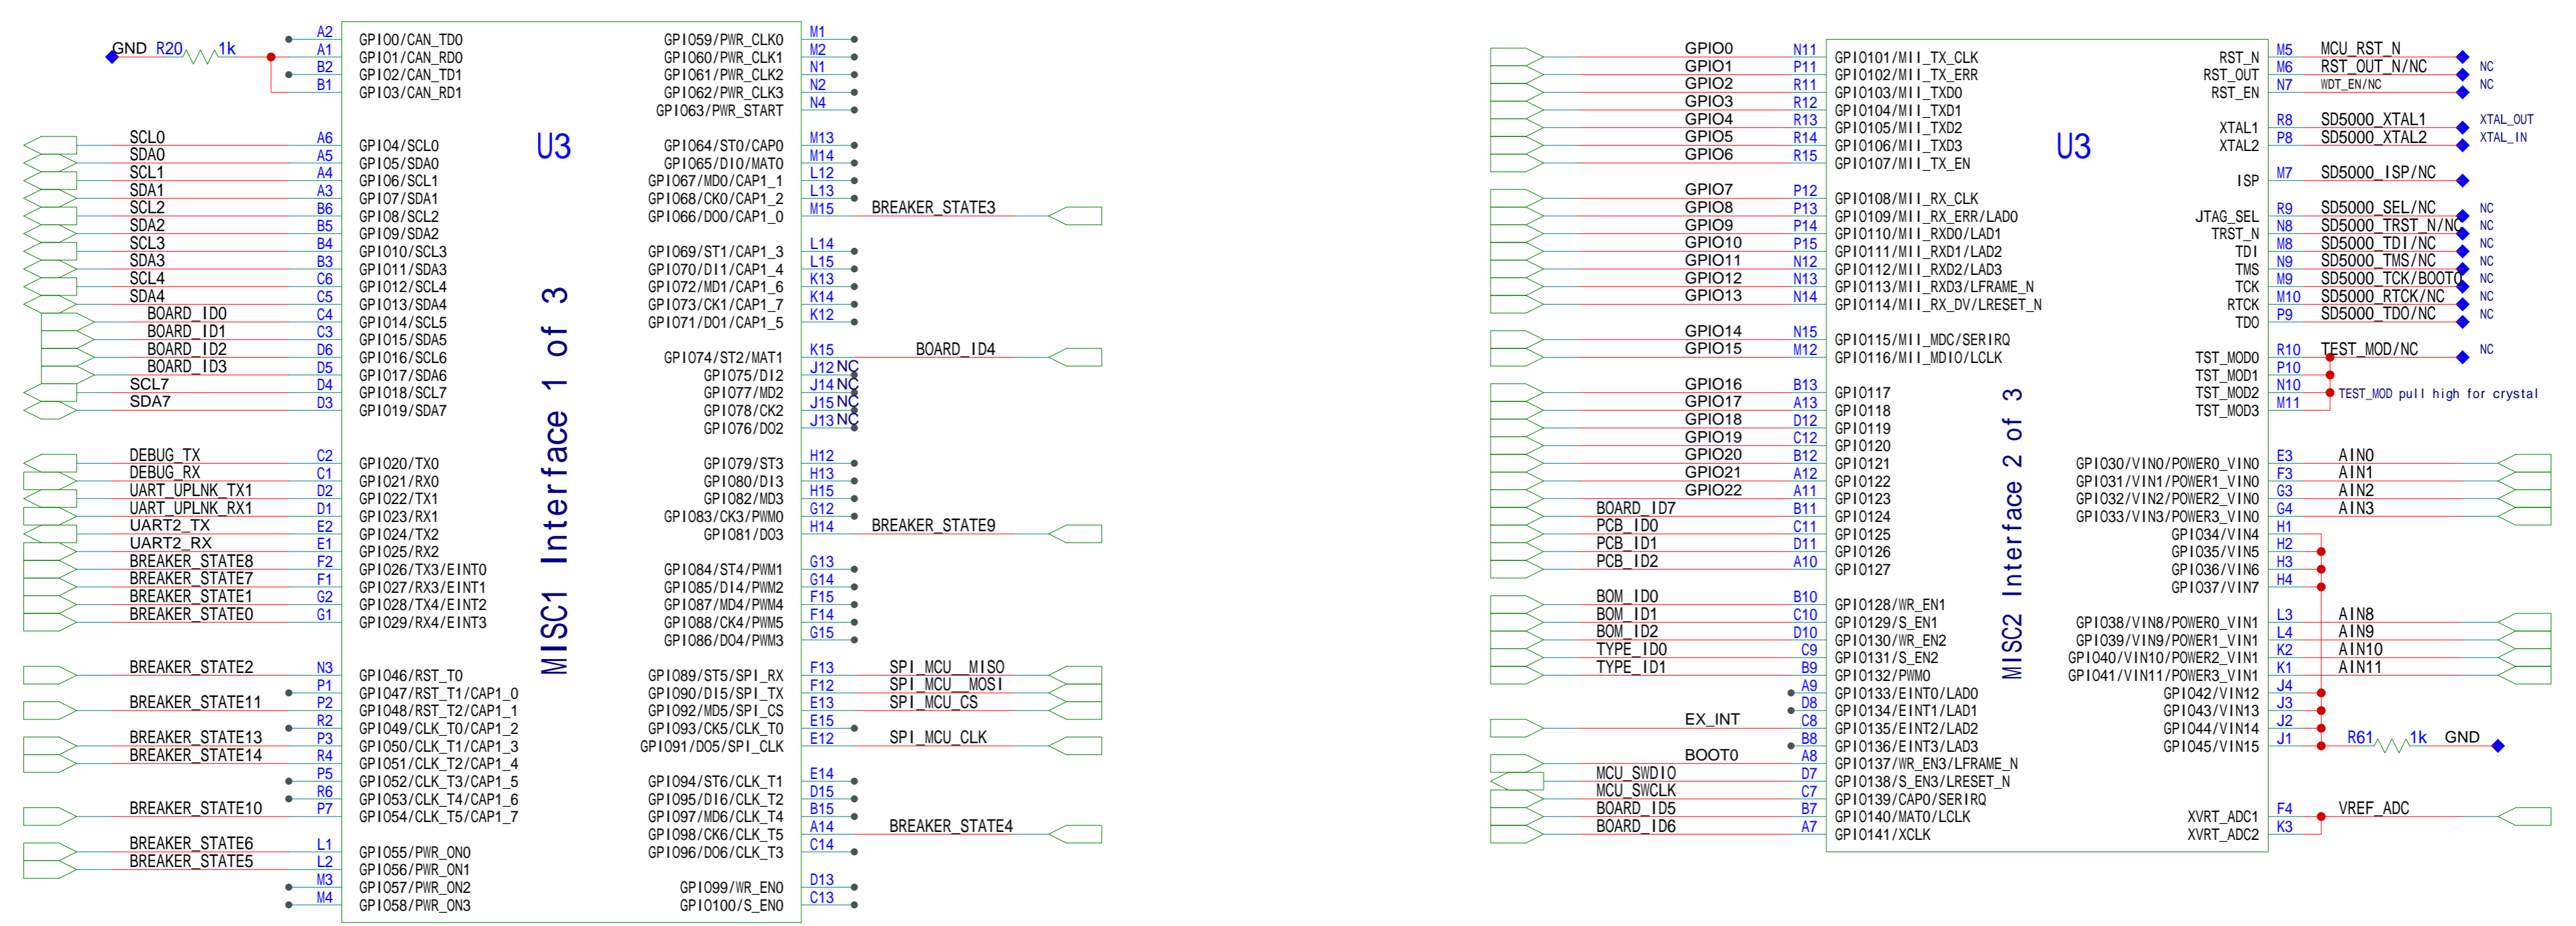 GND R20 1k
A2 GPIO0/CAN_TD0
A1 GPIO1/CAN_RD0
B2 GPIO2/CAN_TD1
B1 GPIO3/CAN_RD1
SCL0 A6 GPIO4/SCL0
SDA0 A5 GPIO5/SDA0
SCL1 A4 GPIO6/SCL1
SDA1 A3 GPIO7/SDA1
SCL2 B6 GPIO8/SCL2
SDA2 B5 GPIO9/SDA2
SCL3 B4 GPIO10/SCL3
SDA3 B3 GPIO11/SDA3
SCL4 C6 GPIO12/SCL4
SDA4 C5 GPIO13/SDA4
BOARD_ID0 C4 GPIO14/SCL5
BOARD_ID1 C3 GPIO15/SDA5
BOARD_ID2 D6 GPIO16/SCL6
BOARD_ID3 D5 GPIO17/SDA6
SCL7 D4 GPIO18/SCL7
SDA7 D3 GPIO19/SDA7
DEBUG_TX C2 GPIO20/TX0
DEBUG_RX C1 GPIO21/RX0
UART_UPLNK_TX1 D2 GPIO22/TX1
UART_UPLNK_RX1 D1 GPIO23/RX1
UART2_TX E2 GPIO24/TX2
UART2_RX E1 GPIO25/RX2
BREAKER_STATE8 F2 GPIO26/TX3/EINT0
BREAKER_STATE7 F1 GPIO27/RX3/EINT1
BREAKER_STATE1 G2 GPIO28/TX4/EINT2
BREAKER_STATE0 G1 GPIO29/RX4/EINT3
BREAKER_STATE2 N3 GPIO46/RST_T0
P1 GPIO47/RST_T1/CAP1_0
BREAKER_STATE11 P2 GPIO48/RST_T2/CAP1_1
R2 GPIO49/CLK_T0/CAP1_2
BREAKER_STATE13 P3 GPIO50/CLK_T1/CAP1_3
BREAKER_STATE14 R4 GPIO51/CLK_T2/CAP1_4
P5 GPIO52/CLK_T3/CAP1_5
R6 GPIO53/CLK_T4/CAP1_6
BREAKER_STATE10 P7 GPIO54/CLK_T5/CAP1_7
BREAKER_STATE6 L1 GPIO55/PWR_ON0
BREAKER_STATE5 L2 GPIO56/PWR_ON1
M3 GPIO57/PWR_ON2
M4 GPIO58/PWR_ON3
U3
MISC1 Interface 1 of 3
GPIO59/PWR_CLK0 M1
GPIO60/PWR_CLK1 M2
GPIO61/PWR_CLK2 N1
GPIO62/PWR_CLK3 N2
GPIO63/PWR_START N4
GPIO64/ST0/CAP0 M13
GPIO65/DI0/MAT0 M14
GPIO67/MD0/CAP1_1 L12
GPIO68/CK0/CAP1_2 L13
GPIO66/DO0/CAP1_0 M15 BREAKER_STATE3
GPIO69/ST1/CAP1_3 L14
GPIO70/DI1/CAP1_4 L15
GPIO72/MD1/CAP1_6 K13
GPIO73/CK1/CAP1_7 K14
GPIO71/DO1/CAP1_5 K12
GPIO74/ST2/MAT1 K15 BOARD_ID4
GPIO75/DI2 J12 NC
GPIO77/MD2 J14 NC
GPIO78/CK2 J15 NC
GPIO76/DO2 J13 NC
GPIO79/ST3 H12
GPIO80/DI3 H13
GPIO82/MD3 H15
GPIO83/CK3/PWM0 G12
GPIO81/DO3 H14 BREAKER_STATE9
GPIO84/ST4/PWM1 G13
GPIO85/DI4/PWM2 G14
GPIO87/MD4/PWM4 F15
GPIO88/CK4/PWM5 F14
GPIO86/DO4/PWM3 G15
GPIO89/ST5/SPI_RX F13 SPI_MCU__MISO
GPIO90/DI5/SPI_TX F12 SPI_MCU__MOSI
GPIO92/MD5/SPI_CS E13 SPI_MCU_CS
GPIO93/CK5/CLK_T0 E15
GPIO91/DO5/SPI_CLK E12 SPI_MCU_CLK
GPIO94/ST6/CLK_T1 E14
GPIO95/DI6/CLK_T2 D15
GPIO97/MD6/CLK_T4 B15
GPIO98/CK6/CLK_T5 A14 BREAKER_STATE4
GPIO96/DO6/CLK_T3 C14
GPIO99/WR_EN0 D13
GPIO100/S_EN0 C13
GPIO0 N11 GPIO101/MII_TX_CLK
GPIO1 P11 GPIO102/MII_TX_ERR
GPIO2 R11 GPIO103/MII_TXD0
GPIO3 R12 GPIO104/MII_TXD1
GPIO4 R13 GPIO105/MII_TXD2
GPIO5 R14 GPIO106/MII_TXD3
GPIO6 R15 GPIO107/MII_TX_EN
GPIO7 P12 GPIO108/MII_RX_CLK
GPIO8 P13 GPIO109/MII_RX_ERR/LAD0
GPIO9 P14 GPIO110/MII_RXD0/LAD1
GPIO10 P15 GPIO111/MII_RXD1/LAD2
GPIO11 N12 GPIO112/MII_RXD2/LAD3
GPIO12 N13 GPIO113/MII_RXD3/LFRAME_N
GPIO13 N14 GPIO114/MII_RX_DV/LRESET_N
GPIO14 N15 GPIO115/MII_MDC/SERIRQ
GPIO15 M12 GPIO116/MII_MDIO/LCLK
GPIO16 B13 GPIO117
GPIO17 A13 GPIO118
GPIO18 D12 GPIO119
GPIO19 C12 GPIO120
GPIO20 B12 GPIO121
GPIO21 A12 GPIO122
GPIO22 A11 GPIO123
BOARD_ID7 B11 GPIO124
PCB_ID0 C11 GPIO125
PCB_ID1 D11 GPIO126
PCB_ID2 A10 GPIO127
BOM_ID0 B10 GPIO128/WR_EN1
BOM_ID1 C10 GPIO129/S_EN1
BOM_ID2 D10 GPIO130/WR_EN2
TYPE_ID0 C9 GPIO131/S_EN2
TYPE_ID1 B9 GPIO132/PWM0
A9 GPIO133/EINT0/LAD0
D8 GPIO134/EINT1/LAD1
EX_INT C8 GPIO135/EINT2/LAD2
B8 GPIO136/EINT3/LAD3
BOOT0 A8 GPIO137/WR_EN3/LFRAME_N
MCU_SWDIO D7 GPIO138/S_EN3/LRESET_N
MCU_SWCLK C7 GPIO139/CAP0/SERIRQ
BOARD_ID5 B7 GPIO140/MAT0/LCLK
BOARD_ID6 A7 GPIO141/XCLK
U3
MISC2 Interface 2 of 3
RST_N M5 MCU_RST_N
RST_OUT M6 RST_OUT_N/NC NC
RST_EN N7 WDT_EN/NC NC
XTAL1 R8 SD5000_XTAL1 XTAL_OUT
XTAL2 P8 SD5000_XTAL2 XTAL_IN
ISP M7 SD5000_ISP/NC
JTAG_SEL R9 SD5000_SEL/NC NC
TRST_N N8 SD5000_TRST_N/NC NC
TDI M8 SD5000_TDI/NC NC
TMS N9 SD5000_TMS/NC NC
TCK M9 SD5000_TCK/BOOT0 NC
RTCK M10 SD5000_RTCK/NC NC
TDO P9 SD5000_TDO/NC NC
TST_MOD0 R10 TEST_MOD/NC NC
TST_MOD1 P10
TST_MOD2 N10 TEST_MOD pull high for crystal
TST_MOD3 M11
GPIO30/VIN0/POWER0_VIN0 E3 AIN0
GPIO31/VIN1/POWER1_VIN0 F3 AIN1
GPIO32/VIN2/POWER2_VIN0 G3 AIN2
GPIO33/VIN3/POWER3_VIN0 G4 AIN3
GPIO34/VIN4 H1
GPIO35/VIN5 H2
GPIO36/VIN6 H3
GPIO37/VIN7 H4
GPIO38/VIN8/POWER0_VIN1 L3 AIN8
GPIO39/VIN9/POWER1_VIN1 L4 AIN9
GPIO40/VIN10/POWER2_VIN1 K2 AIN10
GPIO41/VIN11/POWER3_VIN1 K1 AIN11
GPIO42/VIN12 J4
GPIO43/VIN13 J3
GPIO44/VIN14 J2
GPIO45/VIN15 J1 R61 1k GND
XVRT_ADC1 F4 VREF_ADC
XVRT_ADC2 K3